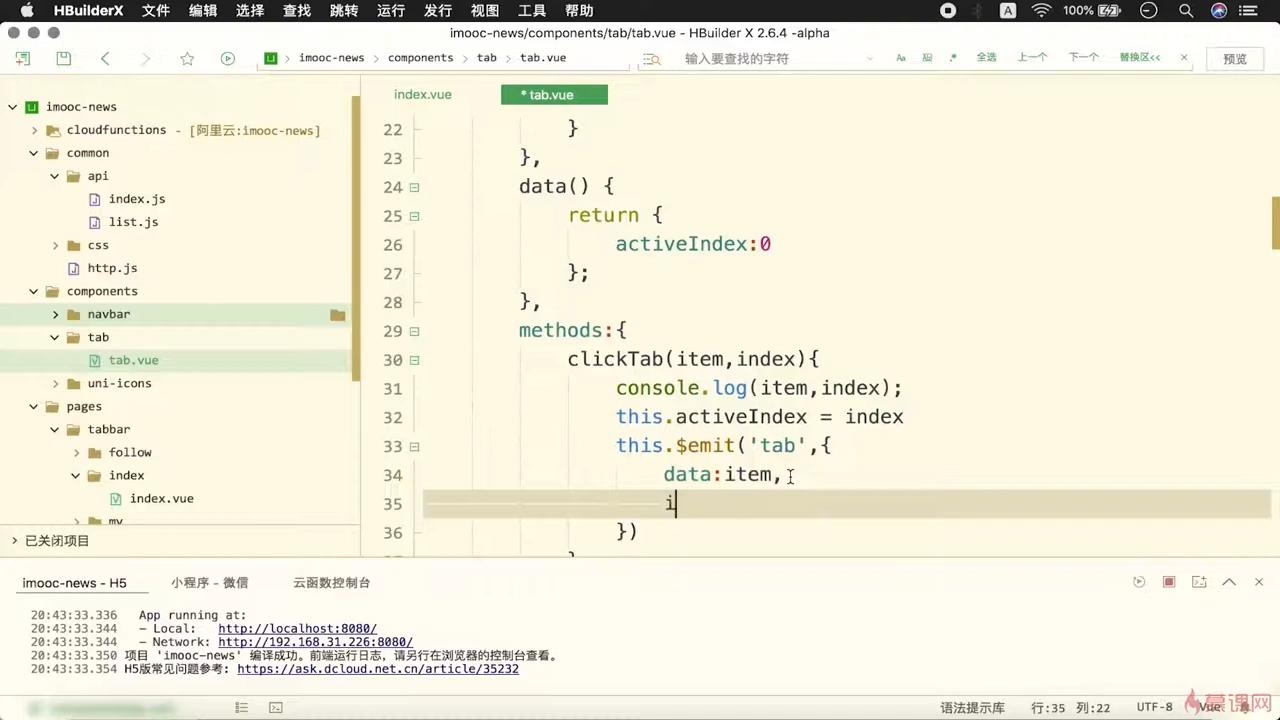 HBuilderX 文件 编辑 选择 查找 跳转 运行 发行 视图 工具 帮助 A 100%
imooc-news/components/tab/tab.vue - HBuilder X 2.6.4 -alpha
imooc-news components tab tab.vue 输入要查找的字符 Aa .* 全选 上一个 下一个 替换区<< 预览
imooc-news
cloudfunctions - [阿里云:imooc-news]
common
api
index.js
list.js
css
http.js
components
navbar
tab
tab.vue
uni-icons
pages
tabbar
follow
index
index.vue
my
已关闭项目
index.vue * tab.vue
22 }
23 },
24 data() {
25 return {
26 activeIndex:0
27 };
28 },
29 methods:{
30 clickTab(item,index){
31 console.log(item,index);
32 this.activeIndex = index
33 this.$emit('tab',{
34 data:item,
35 i
36 })
imooc-news - H5 小程序 - 微信 云函数控制台
20:43:33.336 App running at:
20:43:33.344 - Local: http://localhost:8080/
20:43:33.344 - Network: http://192.168.31.226:8080/
20:43:33.350 项目 'imooc-news' 编译成功。前端运行日志，请另行在浏览器的控制台查看。
20:43:33.354 H5版常见问题参考: https://ask.dcloud.net.cn/article/35232
语法提示库 行:35 列:22 UTF-8 Vue
慕课网